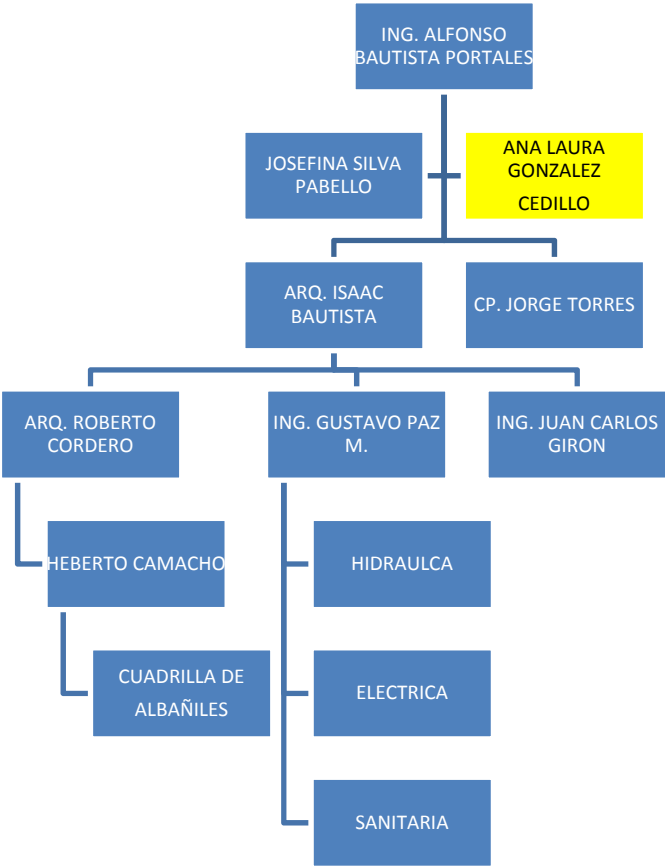 ING. ALFONSO
BAUTISTA PORTALES
JOSEFINA SILVA
PABELLO
ANA LAURA
GONZALEZ
CEDILLO
ARQ. ISAAC
BAUTISTA
CP. JORGE TORRES
ARQ. ROBERTO
CORDERO
ING. GUSTAVO PAZ
M.
ING. JUAN CARLOS
GIRON
HEBERTO CAMACHO
HIDRAULCA
CUADRILLA DE
ALBAÑILES
ELECTRICA
SANITARIA